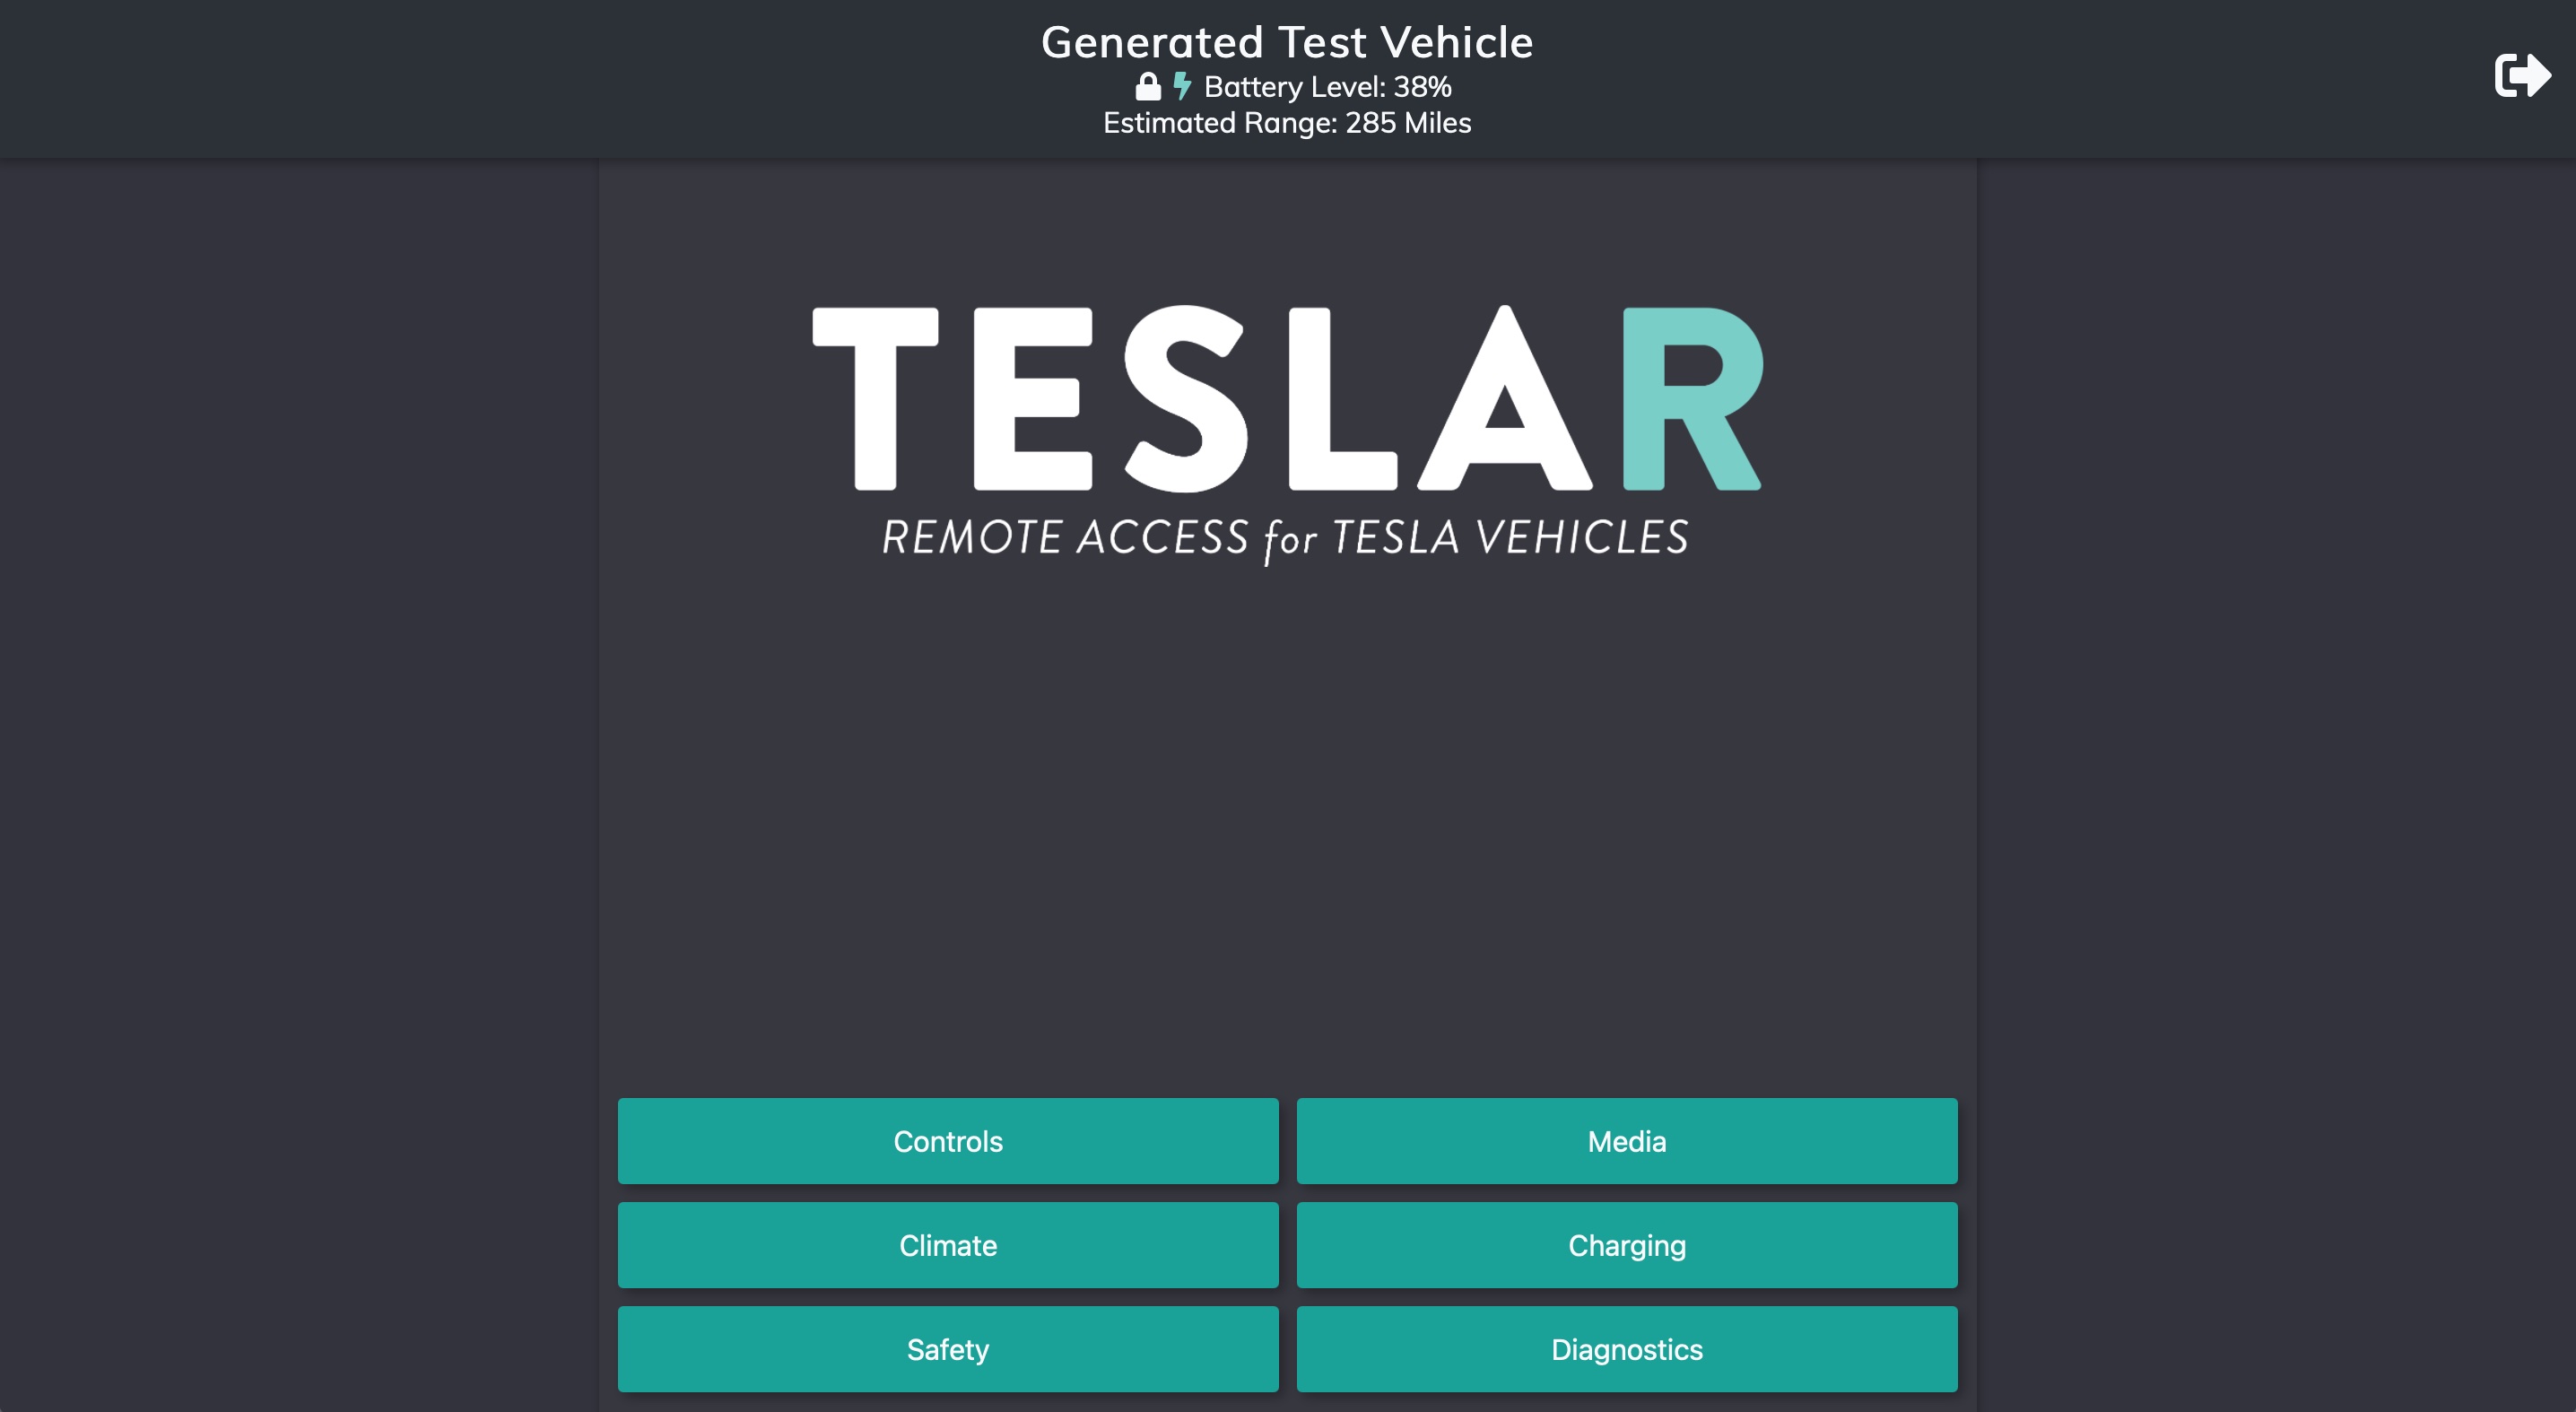 Generated Test Vehicle
Battery Level: 38%
Estimated Range: 285 Miles
TESLAR
REMOTE ACCESS for TESLA VEHICLES
Controls
Media
Climate
Charging
Safety
Diagnostics